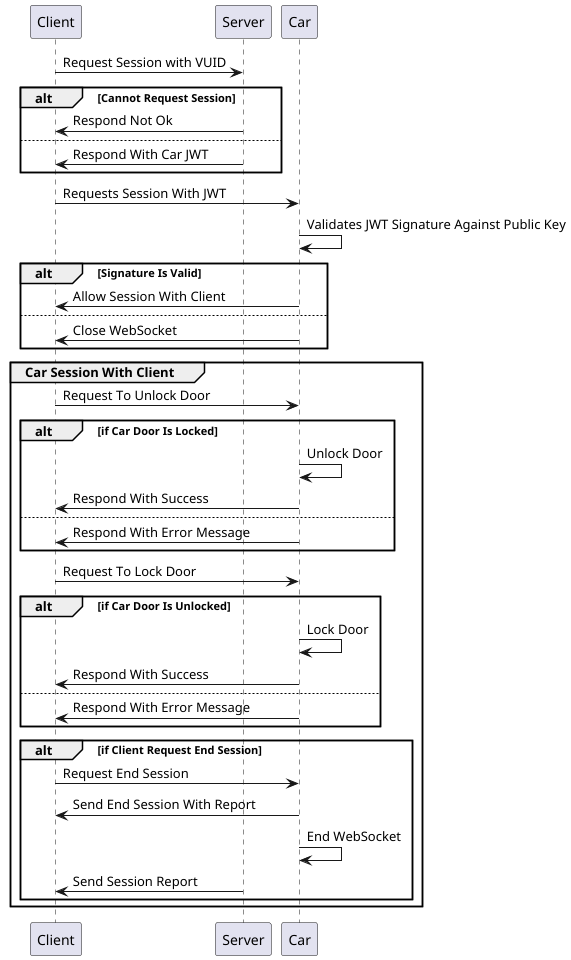 Client Server Car
Request Session with VUID
alt [Cannot Request Session]
Respond Not Ok
Respond With Car JWT
Requests Session With JWT
Validates JWT Signature Against Public Key
alt [Signature Is Valid]
Allow Session With Client
Close WebSocket
Car Session With Client
Request To Unlock Door
alt [if Car Door Is Locked]
Unlock Door
Respond With Success
Respond With Error Message
Request To Lock Door
alt [if Car Door Is Unlocked]
Lock Door
Respond With Success
Respond With Error Message
alt [if Client Request End Session]
Request End Session
Send End Session With Report
End WebSocket
Send Session Report
Client Server Car